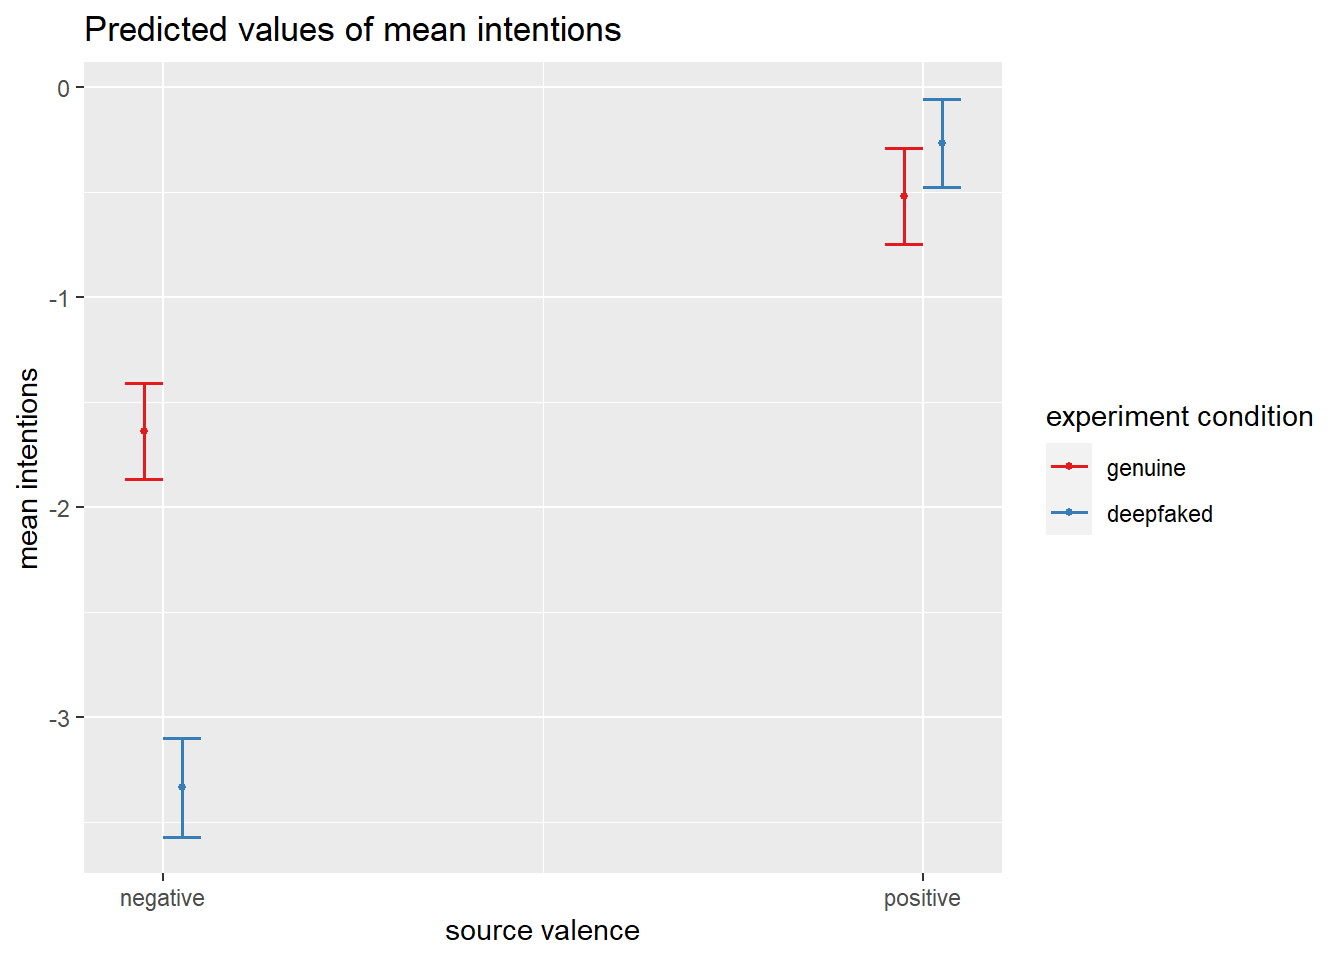 Predicted values of mean intentions
0
-1
-2
-3
mean intentions
negative
positive
source valence
experiment condition
genuine
deepfaked